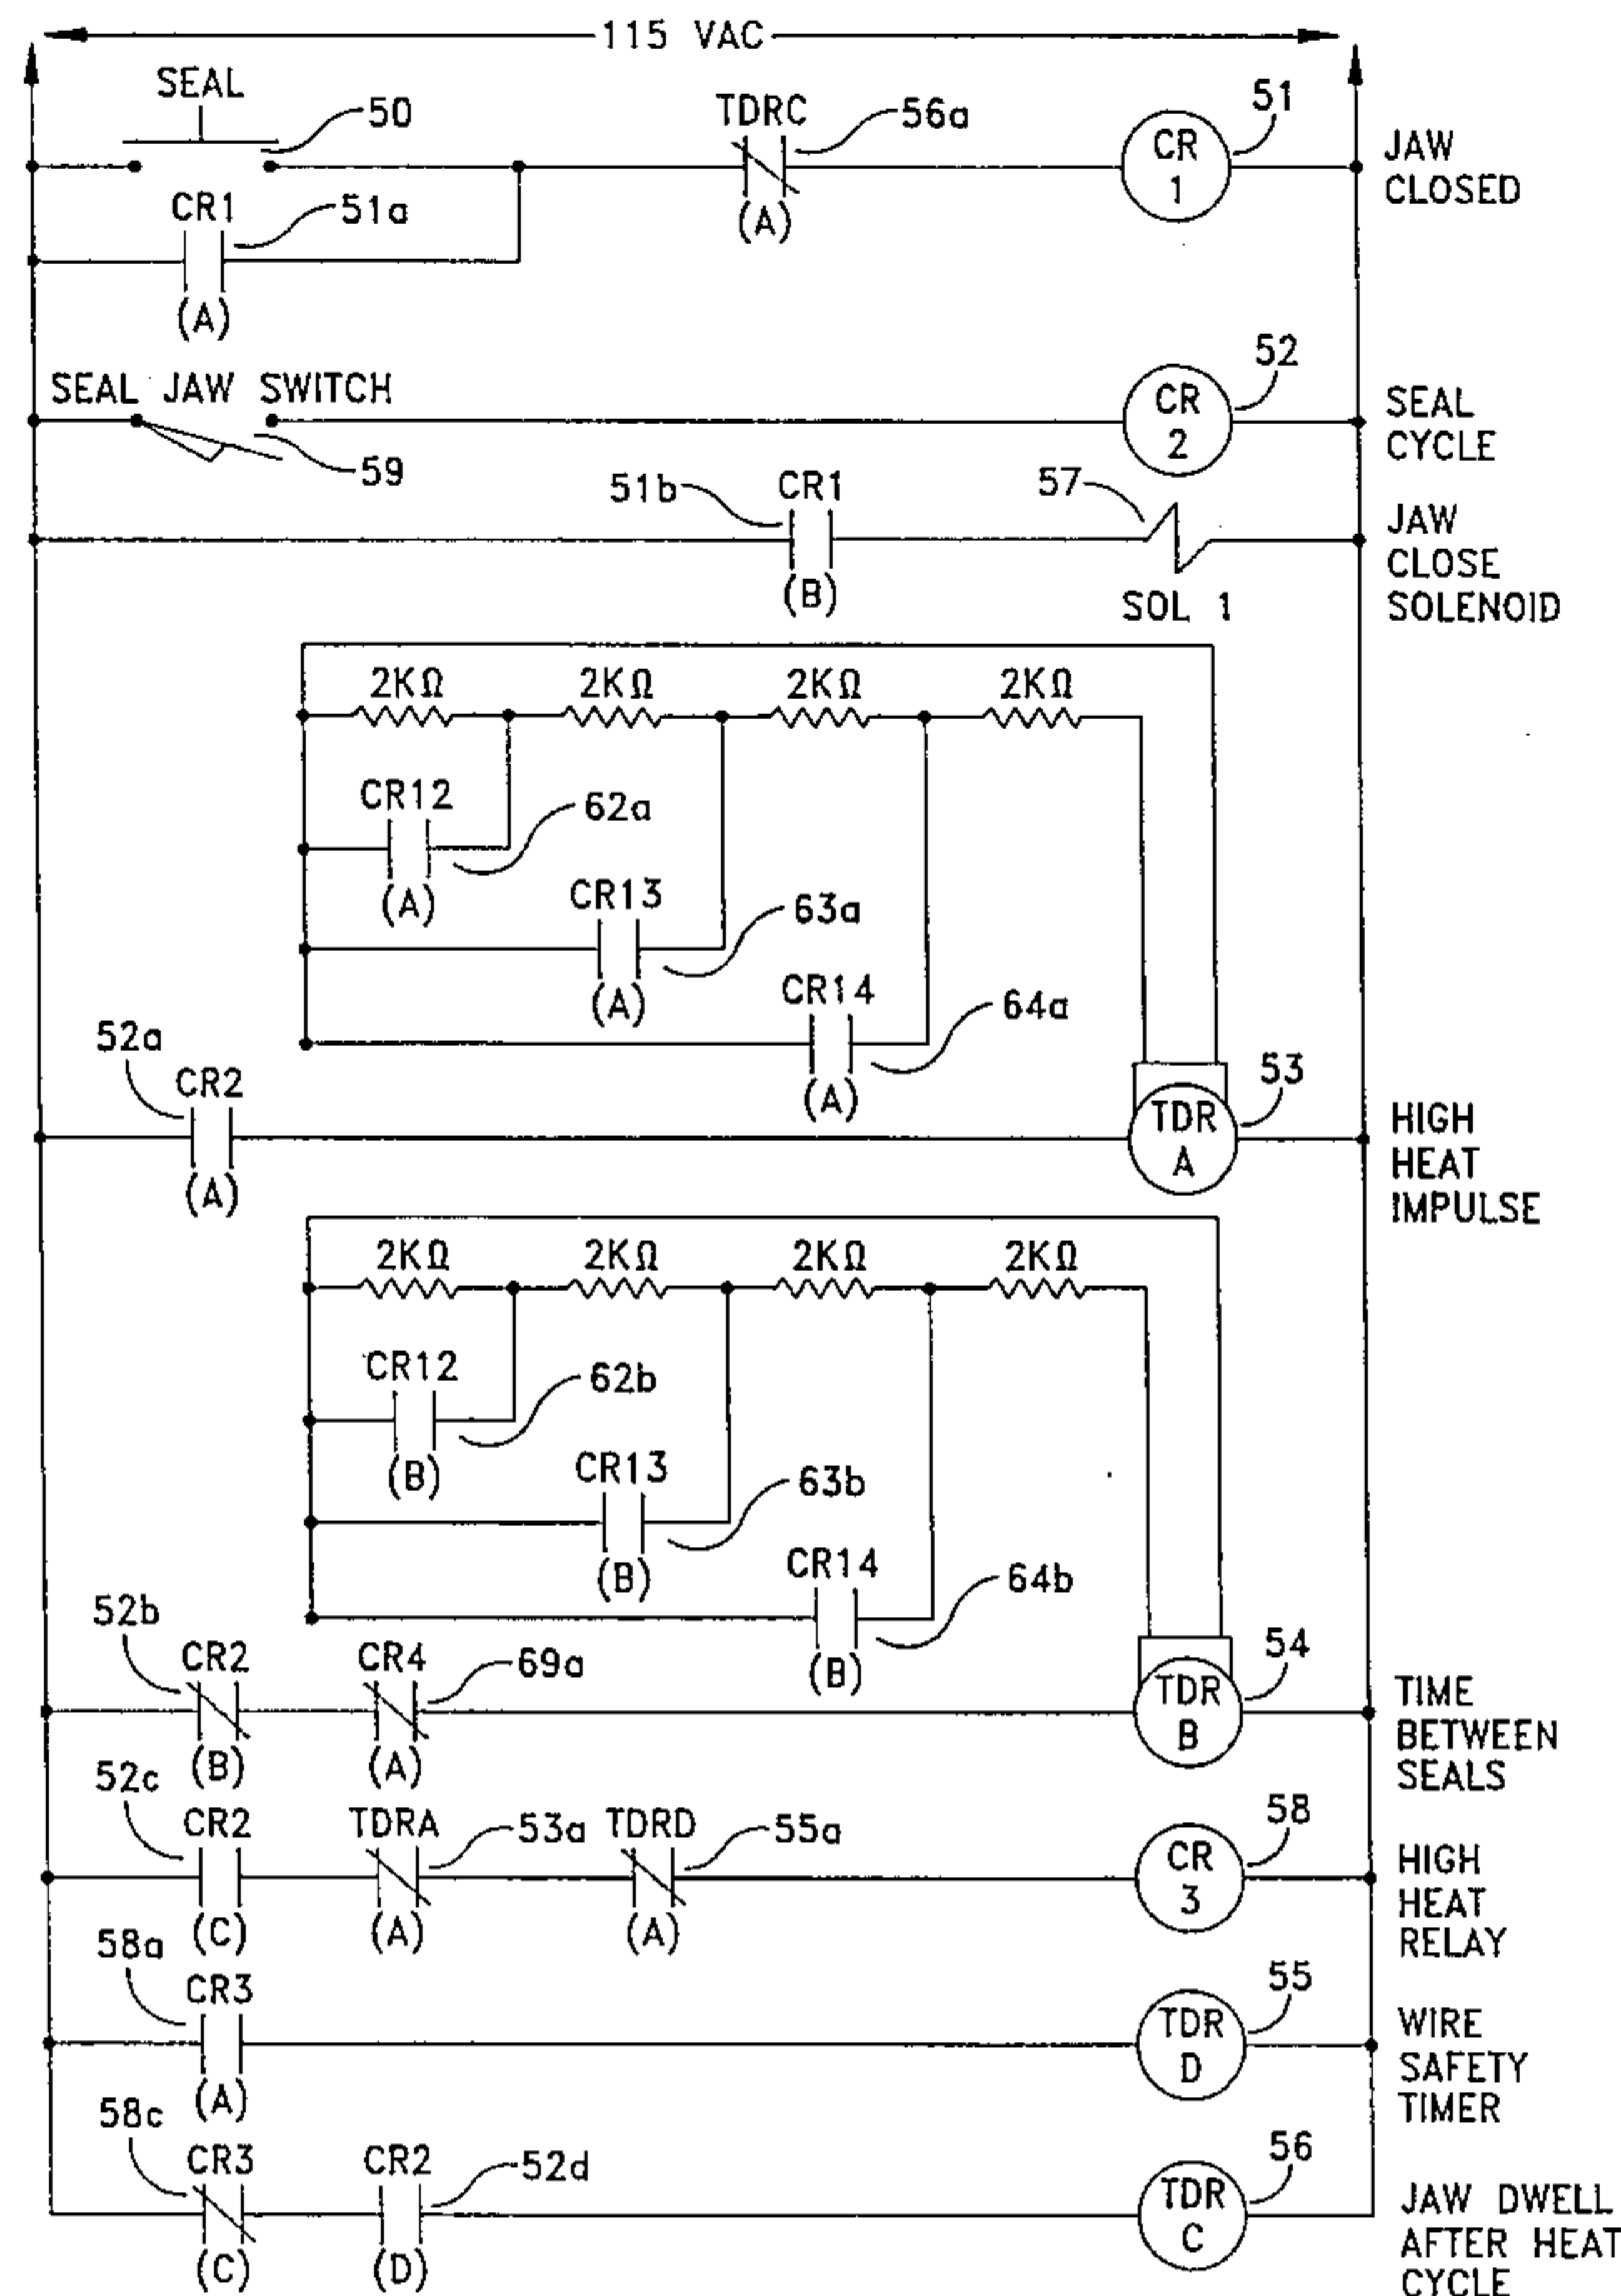 115 VAC
SEAL
50
TDRC
56a
51
CR
1
JAW
CLOSED
CR1
51a
(A)
(A)
SEAL JAW SWITCH
59
52
CR
2
SEAL
CYCLE
51b
CR1
(B)
57
SOL 1
JAW
CLOSE
SOLENOID
2KΩ 2KΩ 2KΩ 2KΩ
CR12
62a
(A)
CR13
63a
(A)
CR14
64a
(A)
52a
CR2
(A)
53
TDR
A
HIGH
HEAT
IMPULSE
2KΩ 2KΩ 2KΩ 2KΩ
CR12
62b
(B)
CR13
63b
(B)
CR14
64b
(B)
52b
CR2
(B)
CR4
69a
(A)
54
TDR
B
TIME
BETWEEN
SEALS
52c
CR2
(C)
TDRA
53a
(A)
TDRD
55a
(A)
58
CR
3
HIGH
HEAT
RELAY
58a
CR3
(A)
55
TDR
D
WIRE
SAFETY
TIMER
58c
CR3
(C)
CR2
52d
(D)
56
TDR
C
JAW DWELL
AFTER HEAT
CYCLE